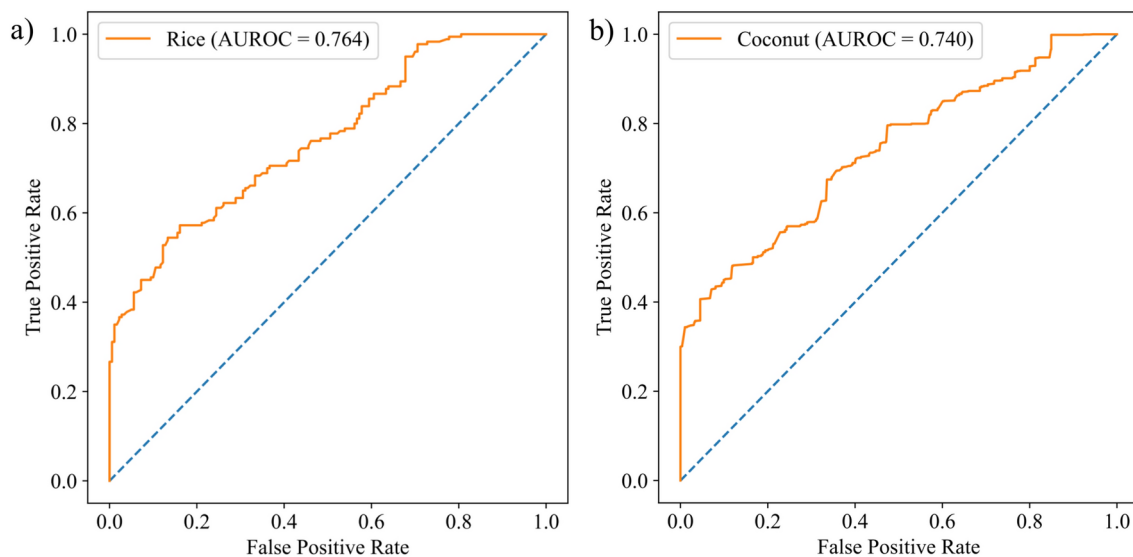 a)
Rice (AUROC = 0.764)
1.0
0.8
0.6
0.4
0.2
0.0
True Positive Rate
0.0 0.2 0.4 0.6 0.8 1.0
False Positive Rate
b)
Coconut (AUROC = 0.740)
1.0
0.8
0.6
0.4
0.2
0.0
True Positive Rate
0.0 0.2 0.4 0.6 0.8 1.0
False Positive Rate